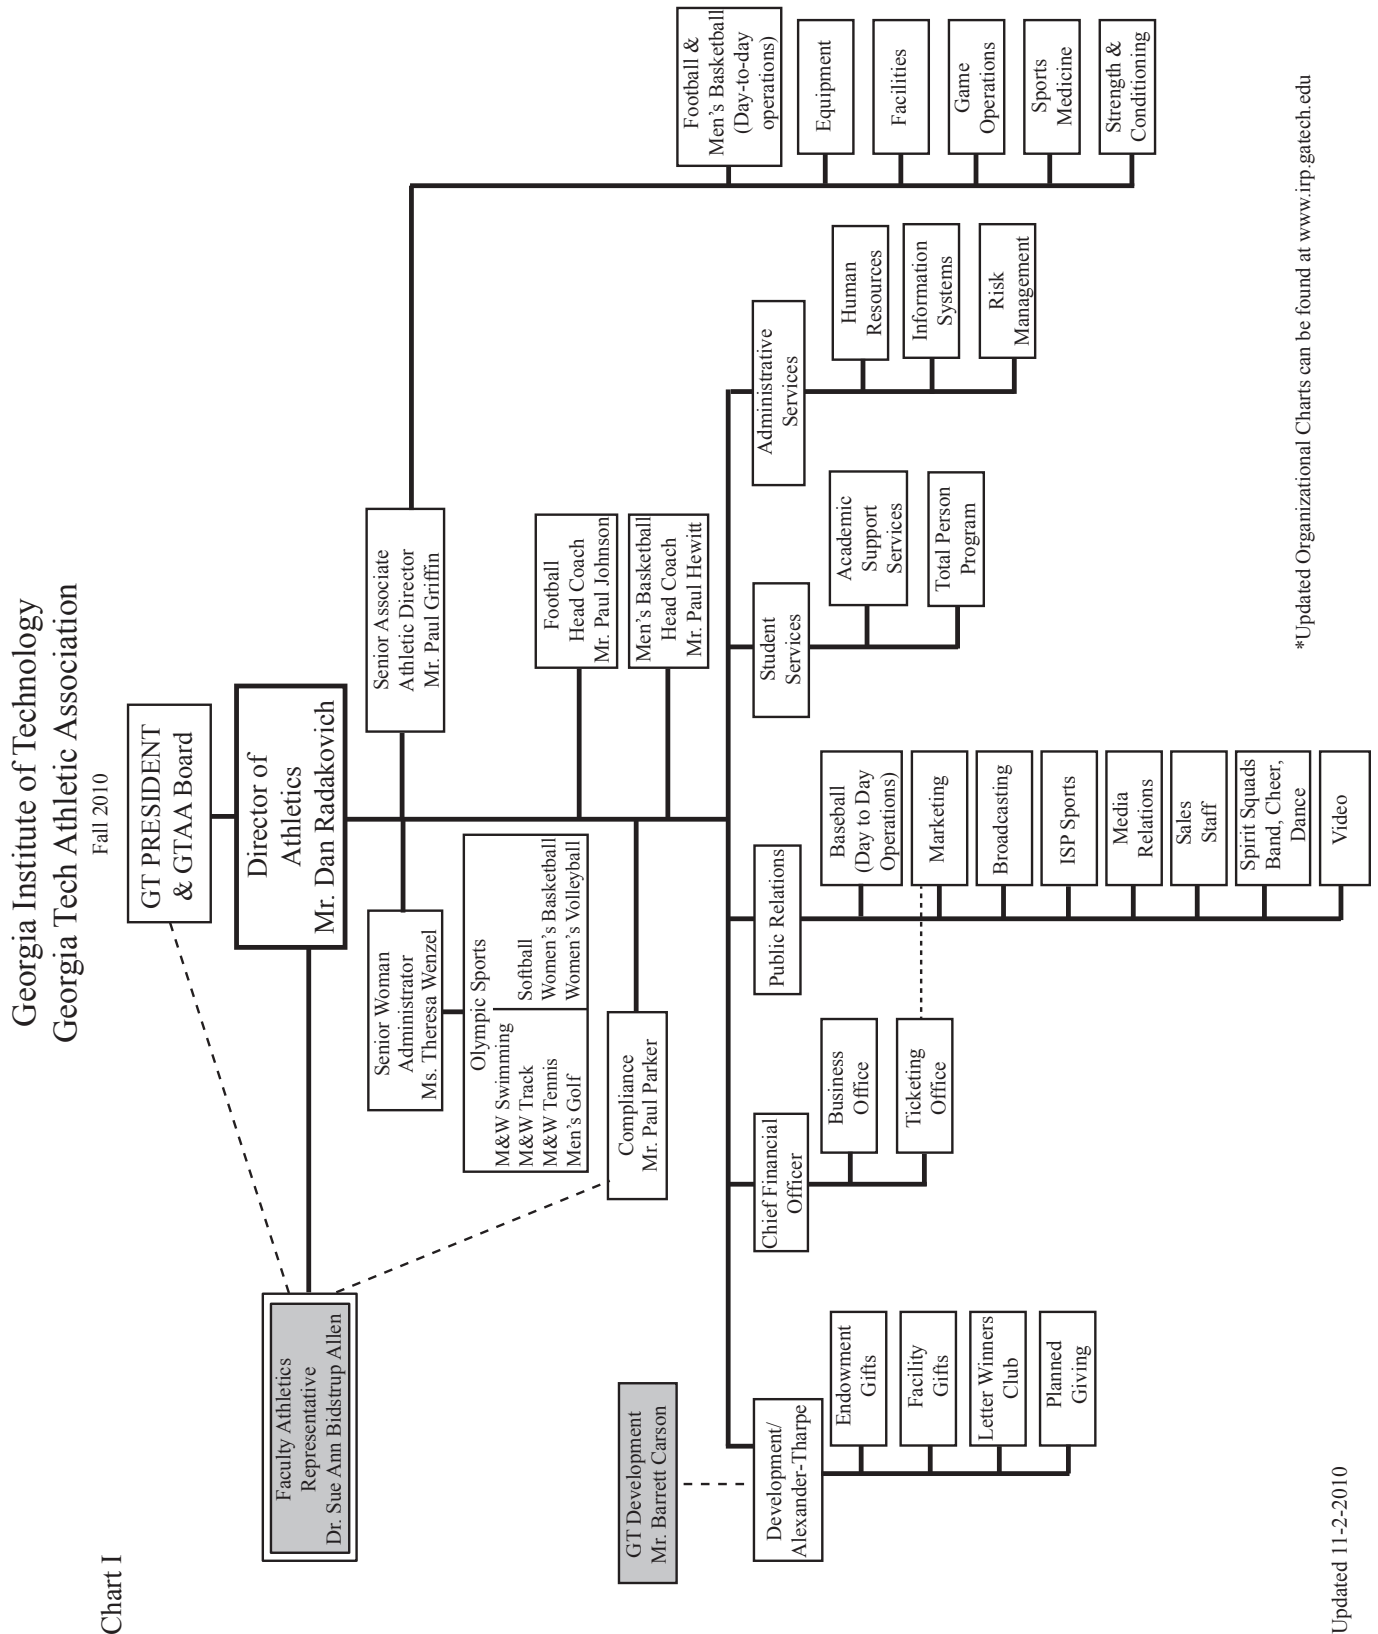 Georgia Institute of Technology
Georgia Tech Athletic Association
Fall 2010
Chart I
GT PRESIDENT
& GTAA Board
Director of
Athletics
Mr. Dan Radakovich
Faculty Athletics
Representative
Dr. Sue Ann Bidstrup Allen
Senior Woman
Administrator
Ms. Theresa Wenzel
Senior Associate
Athletic Director
Mr. Paul Griffin
Olympic Sports
M&W Swimming
M&W Track
M&W Tennis
Men's Golf
Softball
Women's Basketball
Women's Volleyball
Football
Head Coach
Mr. Paul Johnson
Compliance
Mr. Paul Parker
Men's Basketball
Head Coach
Mr. Paul Hewitt
GT Development
Mr. Barrett Carson
Development/
Alexander-Tharpe
Endowment
Gifts
Facility
Gifts
Letter Winners
Club
Planned
Giving
Chief Financial
Officer
Business
Office
Ticketing
Office
Public Relations
Baseball
(Day to Day
Operations)
Marketing
Broadcasting
ISP Sports
Media
Relations
Sales
Staff
Spirit Squads
Band, Cheer,
Dance
Video
Student
Services
Academic
Support
Services
Total Person
Program
Administrative
Services
Human
Resources
Information
Systems
Risk
Management
Football &
Men's Basketball
(Day-to-day
operations)
Equipment
Facilities
Game
Operations
Sports
Medicine
Strength &
Conditioning
*Updated Organizational Charts can be found at www.irp.gatech.edu
Updated 11-2-2010